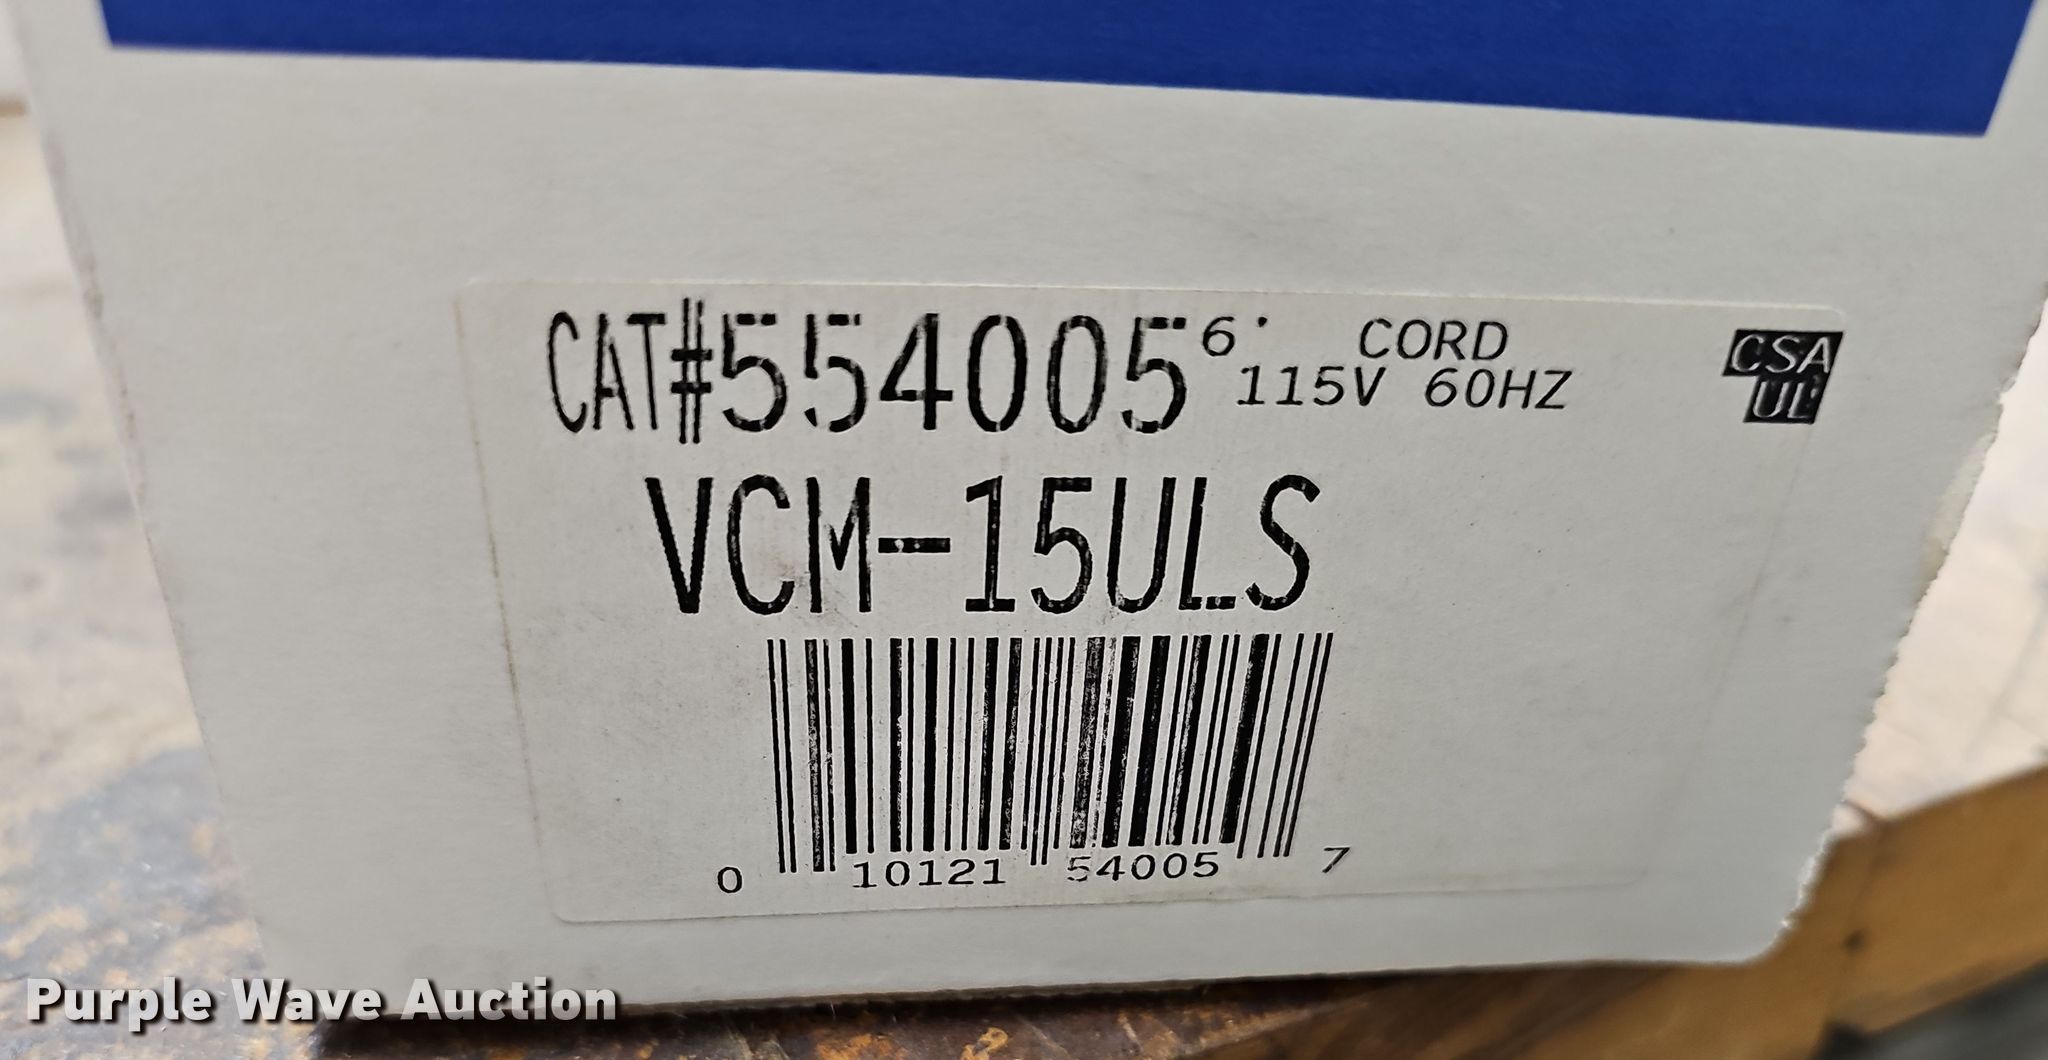 CAT#554005 6' CORD
115V 60HZ
CSA
UL
VCM-15ULS
0 10121 54005 7
Purple Wave Auction